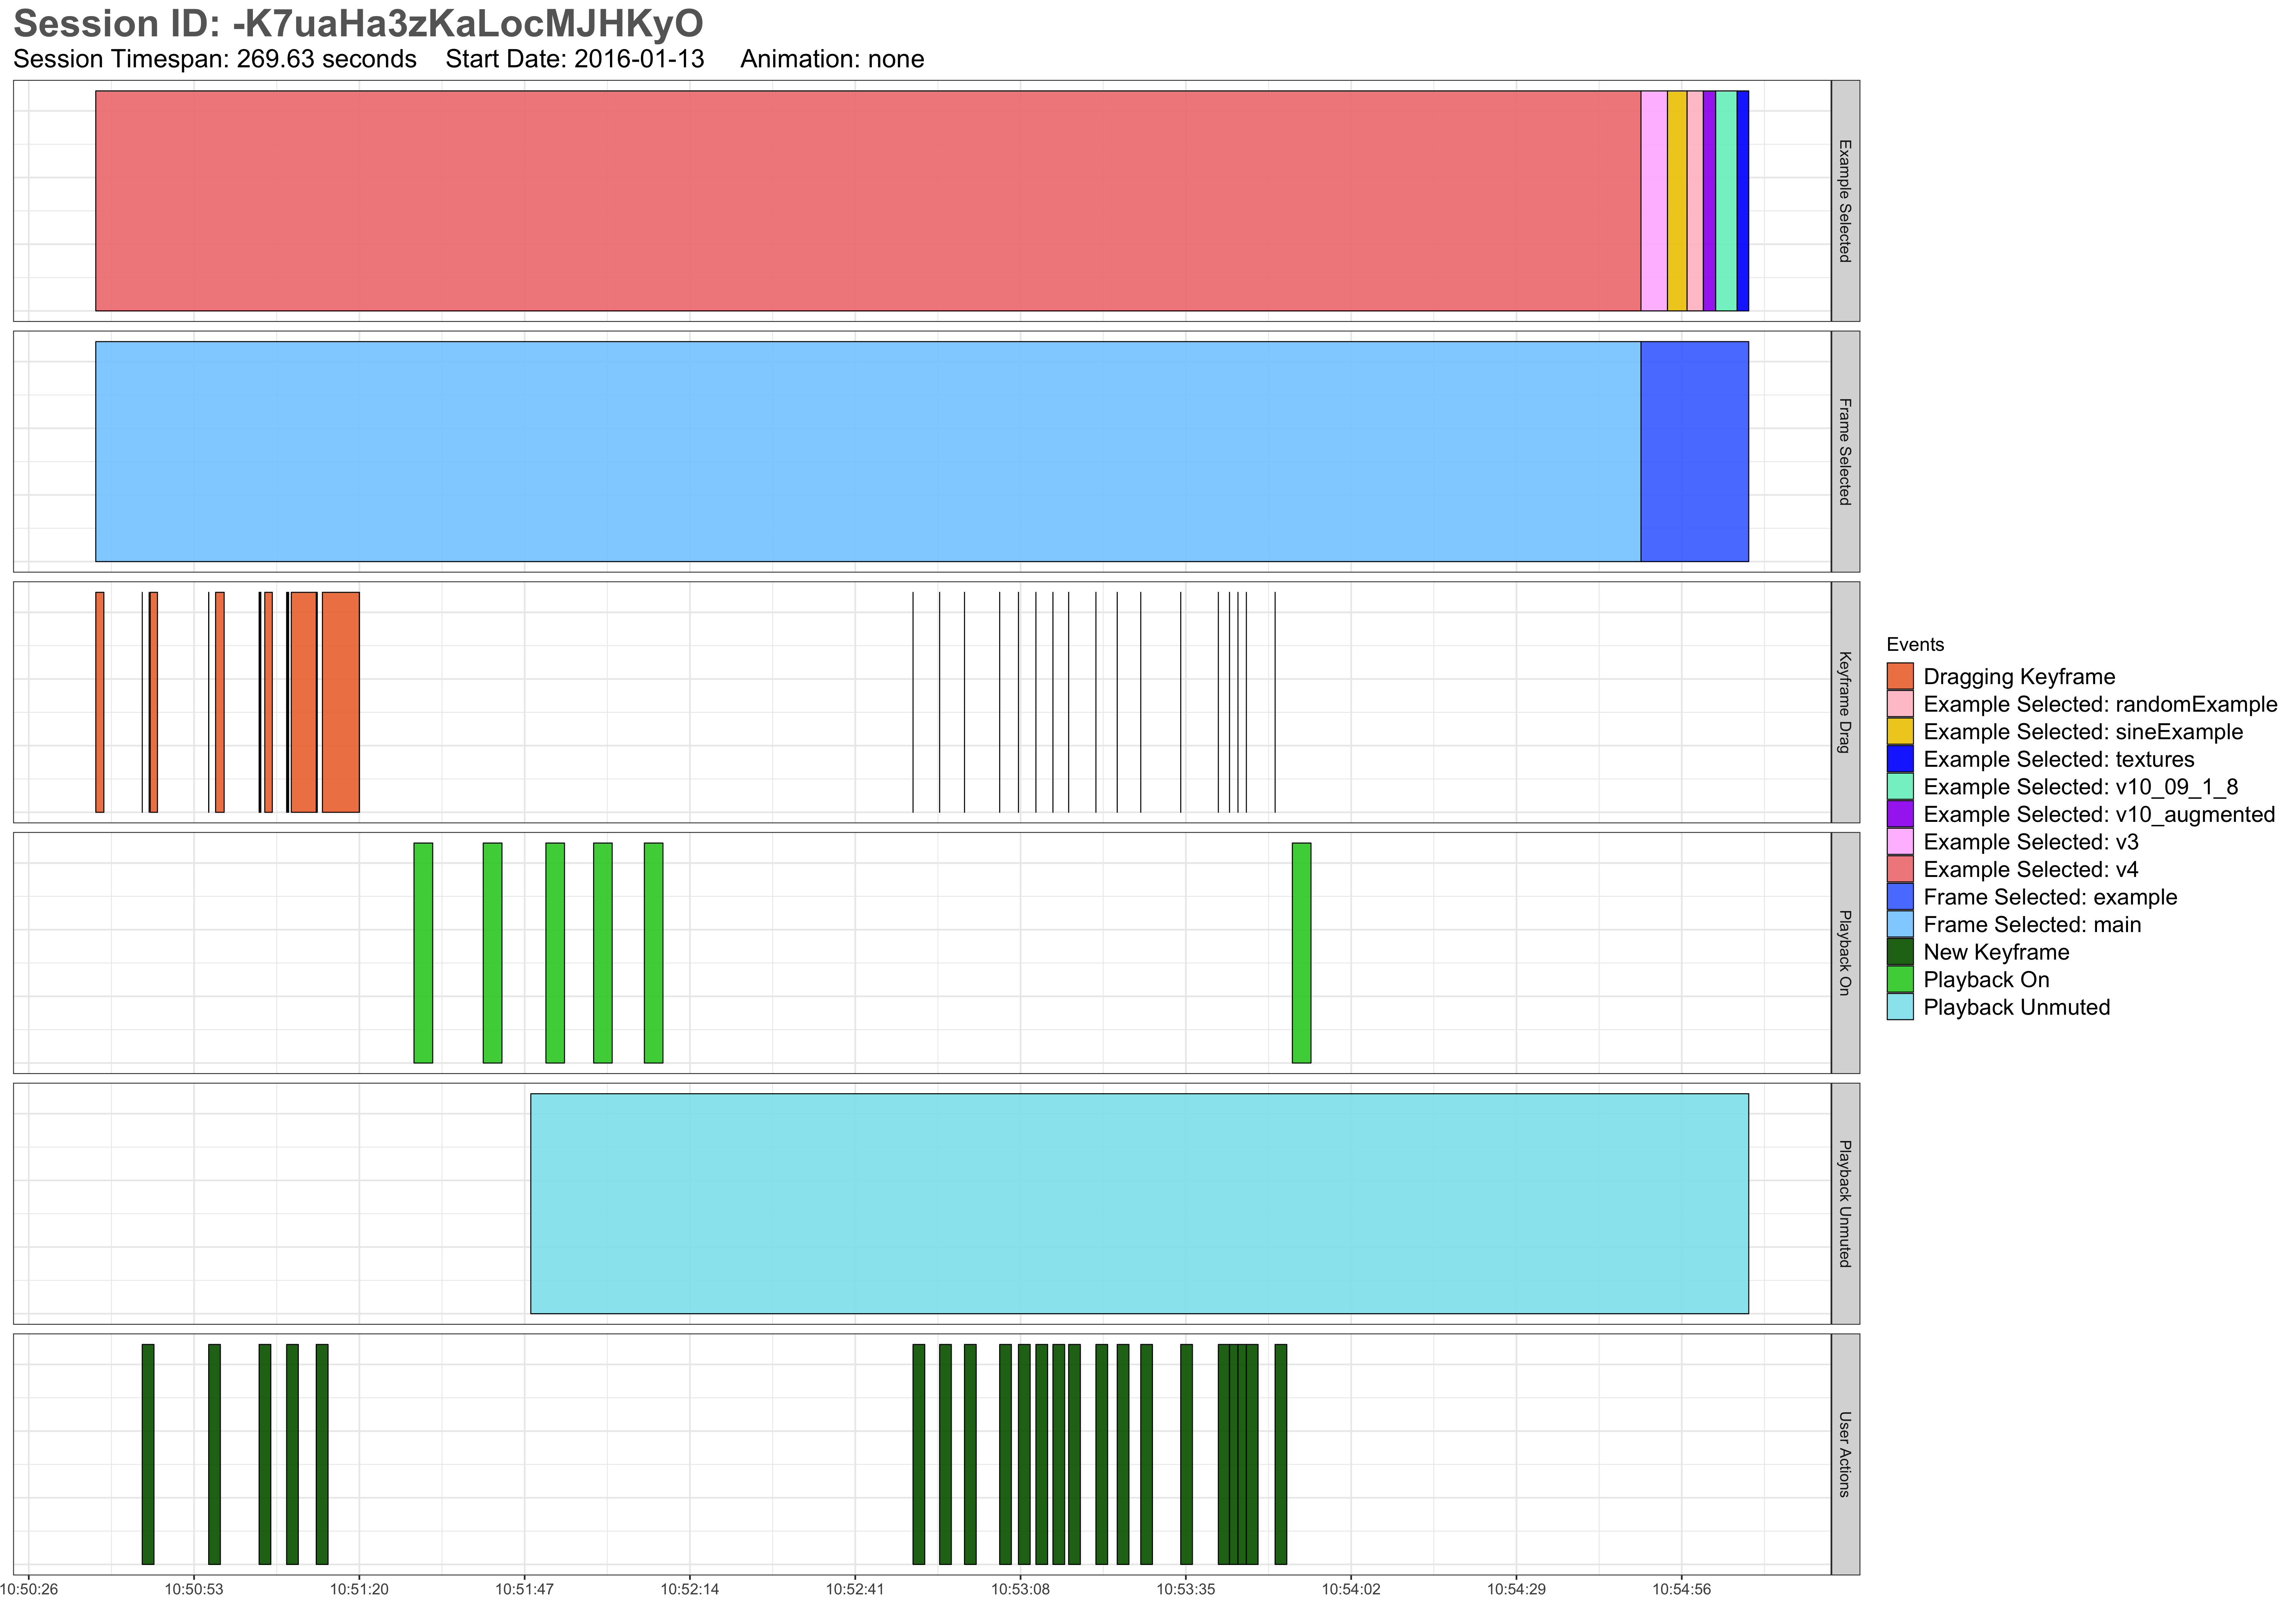 Session ID: -K7uaHa3zKaLocMJHKyO
Session Timespan: 269.63 seconds Start Date: 2016-01-13 Animation: none
Example Selected
Frame Selected
Keyframe Drag
Playback On
Playback Unmuted
User Actions
10:50:26 10:50:53 10:51:20 10:51:47 10:52:14 10:52:41 10:53:08 10:53:35 10:54:02 10:54:29 10:54:56
Events
Dragging Keyframe
Example Selected: randomExample
Example Selected: sineExample
Example Selected: textures
Example Selected: v10_09_1_8
Example Selected: v10_augmented
Example Selected: v3
Example Selected: v4
Frame Selected: example
Frame Selected: main
New Keyframe
Playback On
Playback Unmuted